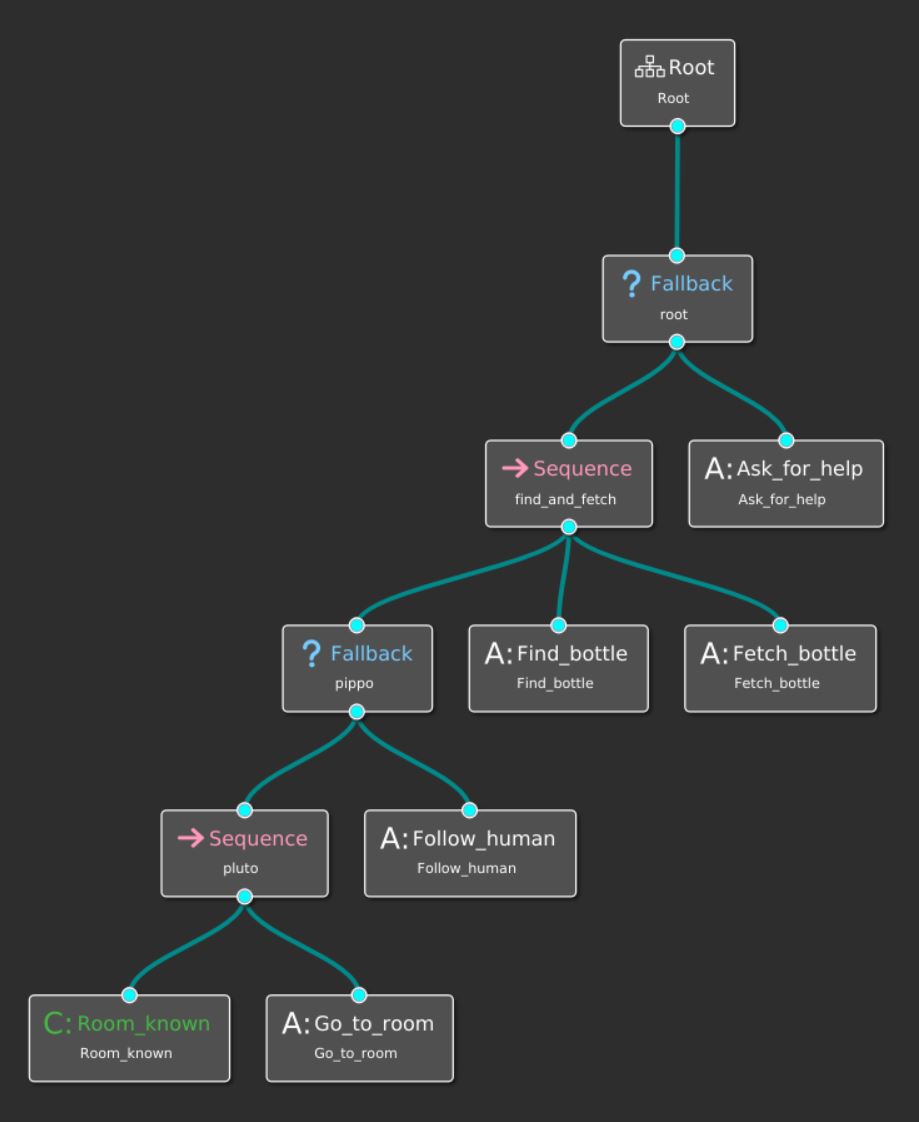 Root
Root
? Fallback
root
Sequence
find_and_fetch
A: Ask_for_help
Ask_for_help
? Fallback
pippo
A: Find_bottle
Find_bottle
A: Fetch_bottle
Fetch_bottle
Sequence
pluto
A: Follow_human
Follow_human
C: Room_known
Room_known
A: Go_to_room
Go_to_room